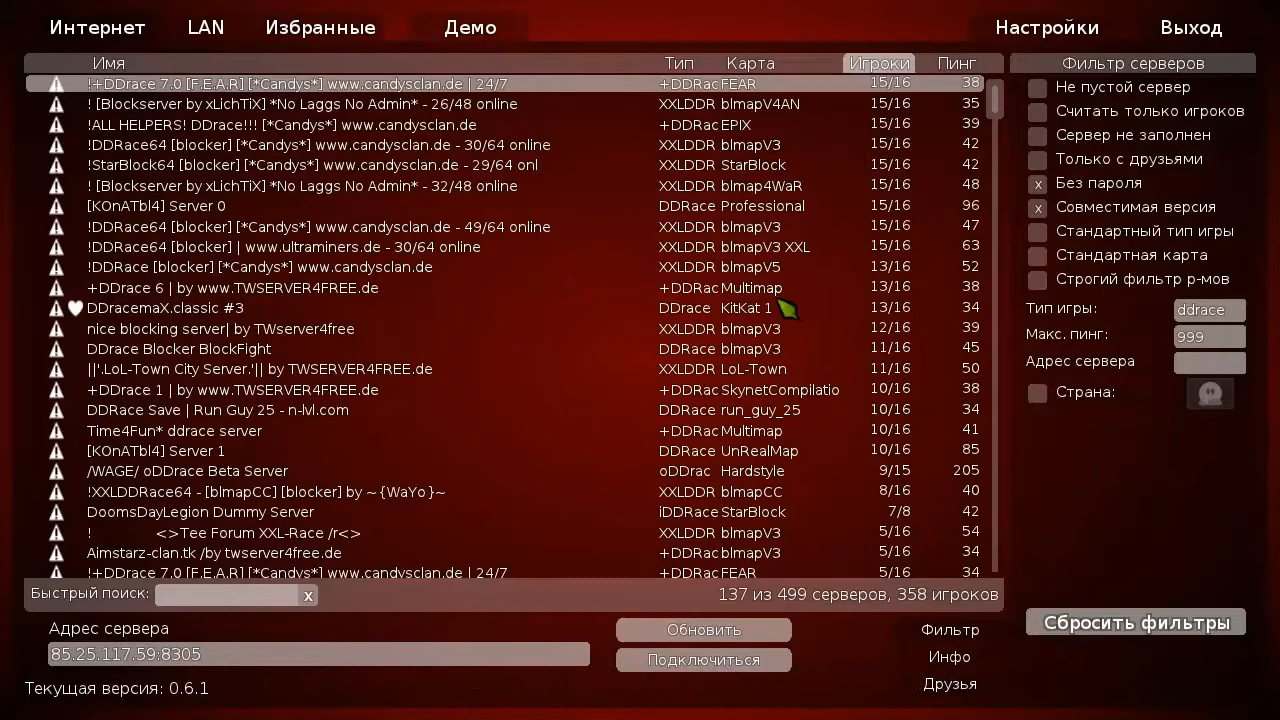 Интернет LAN Избранные Демо Настройки Выход
Имя Тип Карта Игроки Пинг
!+DDrace 7.0 [F.E.A.R] [*Candys*] www.candysclan.de | 24/7 +DDrac FEAR 15/16 38
! [Blockserver by xLichTiX] *No Laggs No Admin* - 26/48 online XXLDDR blmapV4AN 15/16 35
!ALL HELPERS! DDrace!!! [*Candys*] www.candysclan.de +DDrac EPIX 15/16 39
!DDRace64 [blocker] [*Candys*] www.candysclan.de - 30/64 online XXLDDR blmapV3 15/16 42
!StarBlock64 [blocker] [*Candys*] www.candysclan.de - 29/64 onl XXLDDR StarBlock 15/16 42
! [Blockserver by xLichTiX] *No Laggs No Admin* - 32/48 online XXLDDR blmap4WaR 15/16 48
[KOnATbl4] Server 0 DDrace Professional 15/16 96
!DDRace64 [blocker] [*Candys*] www.candysclan.de - 49/64 online XXLDDR blmapV3 15/16 47
!DDRace64 [blocker] | www.ultraminers.de - 30/64 online XXLDDR blmapV3 XXL 15/16 63
!DDRace [blocker] [*Candys*] www.candysclan.de XXLDDR blmapV5 13/16 52
+DDrace 6 | by www.TWSERVER4FREE.de +DDrac Multimap 13/16 38
DDracemaX.classic #3 DDrace KitKat 1 13/16 34
nice blocking server| by TWserver4free XXLDDR blmapV3 12/16 39
DDrace Blocker BlockFight DDRace blmapV3 11/16 45
||'.LoL-Town City Server.'|| by TWSERVER4FREE.de XXLDDR LoL-Town 11/16 50
+DDrace 1 | by www.TWSERVER4FREE.de +DDrac SkynetCompilatio 10/16 38
DDRace Save | Run Guy 25 - n-lvl.com DDRace run_guy_25 10/16 34
Time4Fun* ddrace server +DDrac Multimap 10/16 41
[KOnATbl4] Server 1 DDRace UnRealMap 10/16 85
/WAGE/ oDDrace Beta Server oDDrac Hardstyle 9/15 205
!XXLDDRace64 - [blmapCC] [blocker] by ~{WaYo}~ XXLDDR blmapCC 8/16 40
DoomsDayLegion Dummy Server iDDRace StarBlock 7/8 42
! <>Tee Forum XXL-Race /r<> XXLDDR blmapV3 5/16 54
Aimstarz-clan.tk /by twserver4free.de +DDrac blmapV3 5/16 34
!+DDrace 7.0 [F.E.A.R] [*Candys*] www.candysclan.de | 24/7 +DDrac FEAR 5/16 34
Быстрый поиск: x 137 из 499 серверов, 358 игроков
Адрес сервера
85.25.117.59:8305
Текущая версия: 0.6.1
Обновить
Подключиться
Фильтр
Инфо
Друзья
Фильтр серверов
Не пустой сервер
Считать только игроков
Сервер не заполнен
Только с друзьями
x Без пароля
x Совместимая версия
Стандартный тип игры
Стандартная карта
Строгий фильтр р-мов
Тип игры: ddrace
Макс. пинг: 999
Адрес сервера
Страна:
Сбросить фильтры